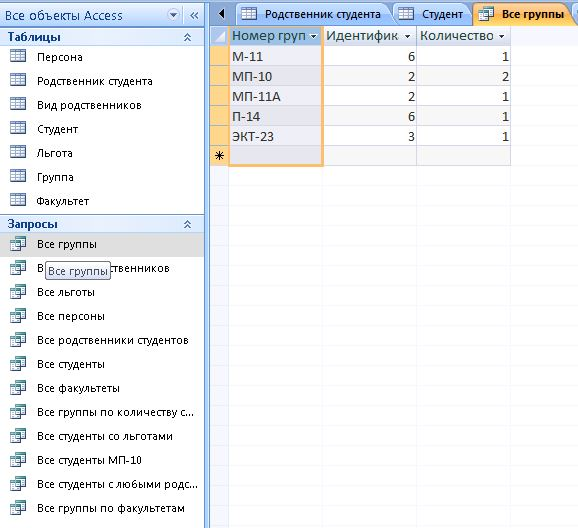 Все объекты Access
Таблицы
Персона
Родственник студента
Вид родственников
Студент
Льгота
Группа
Факультет
Запросы
Все группы
Все группы
Все льготы
Все персоны
Все родственники студентов
Все студенты
Все факультеты
Все группы по количеству с...
Все студенты со льготами
Все студенты МП-10
Все студенты с любыми родс...
Все группы по факультетам
Родственник студента Студент Все группы
Номер груп Идентифик Количество
М-11 6 1
МП-10 2 2
МП-11А 2 1
П-14 6 1
ЭКТ-23 3 1